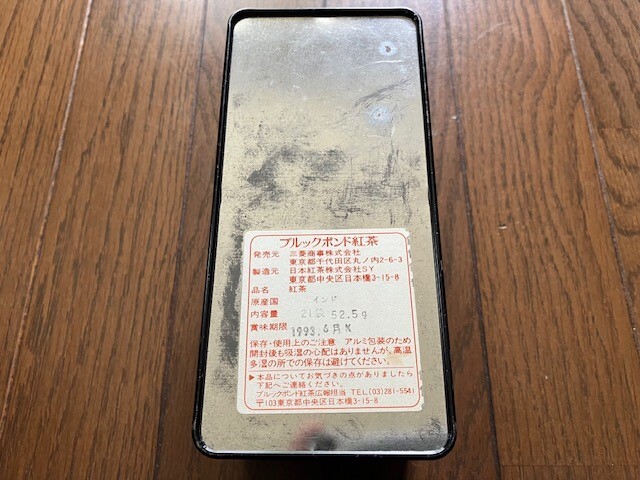 ブルックボンド紅茶
発売元 三菱商事株式会社
東京都千代田区丸ノ内2-6-3
製造元 日本紅茶株式会社SY
東京都中央区日本橋3-15-8
品名 紅茶
原産国 インド
内容量 21袋 52.5g
賞味期限 1993.6月K
保存・使用上のご注意 アルミ包装のため
開封後も吸湿の心配はありませんが、高温
多湿の所での保存は避けてください。
▶本品についてお気づきの点がありましたら
下記へご連絡ください。
ブルックボンド紅茶広報担当 TEL(03)281-5541
〒103東京都中央区日本橋3-15-8